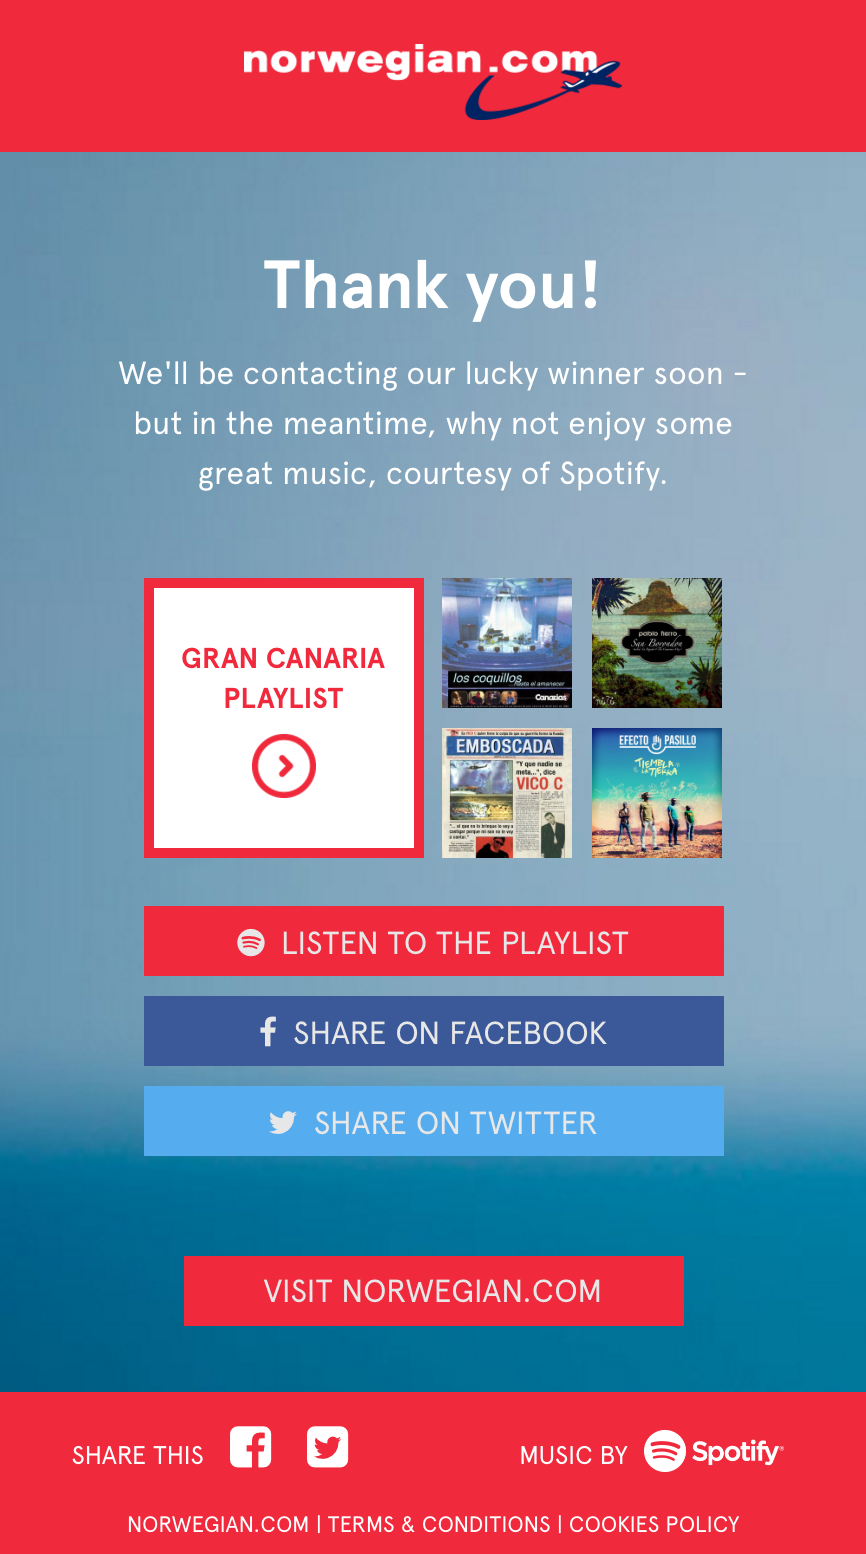 norwegian.com
Thank you!
We'll be contacting our lucky winner soon -
but in the meantime, why not enjoy some
great music, courtesy of Spotify.
GRAN CANARIA
PLAYLIST
los coquillos
hasta el amanecer
Canarias
pablo fierro
San Borondon
EMBOSCADA
"Y que nadie se
meta...", dice
VICO C
EFECTO PASILLO
TIEMBLA
LA TIERRA
LISTEN TO THE PLAYLIST
SHARE ON FACEBOOK
SHARE ON TWITTER
VISIT NORWEGIAN.COM
SHARE THIS
MUSIC BY Spotify®
NORWEGIAN.COM | TERMS & CONDITIONS | COOKIES POLICY